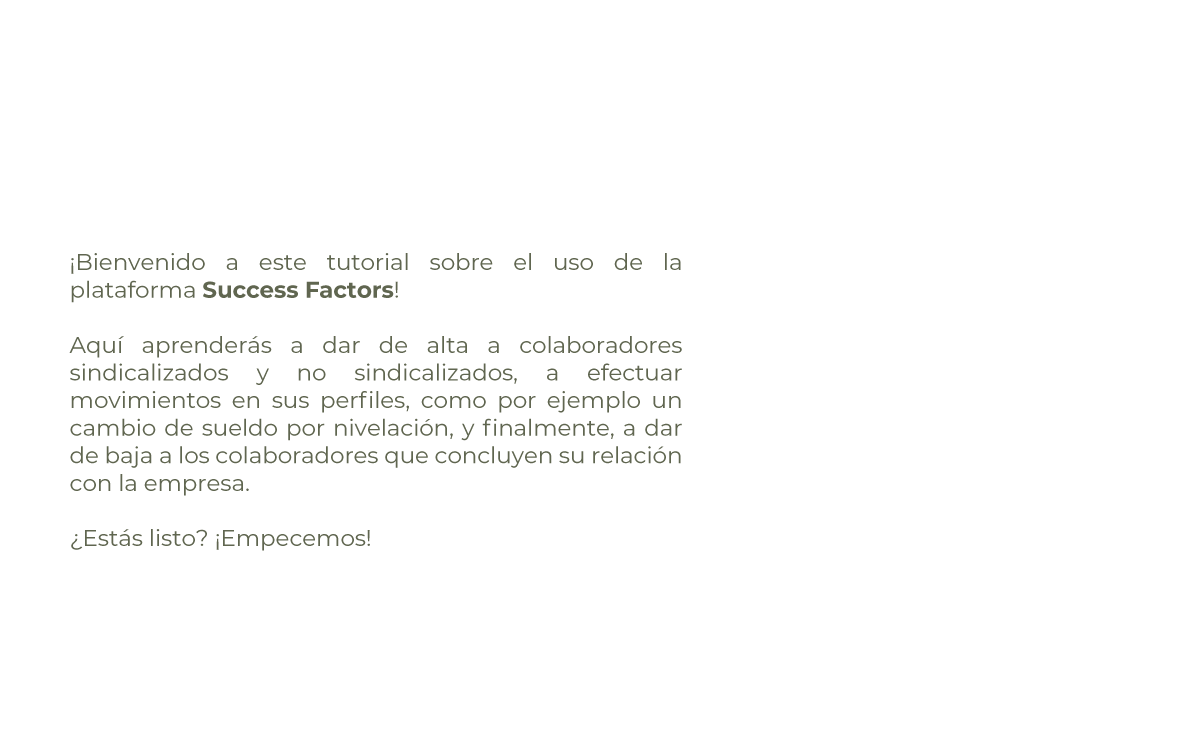 ¡Bienvenido a este tutorial sobre el uso de la
plataforma Success Factors!
Aquí aprenderás a dar de alta a colaboradores
sindicalizados y no sindicalizados, a efectuar
movimientos en sus perfiles, como por ejemplo un
cambio de sueldo por nivelación, y finalmente, a dar
de baja a los colaboradores que concluyen su relación
con la empresa.
¿Estás listo? ¡Empecemos!